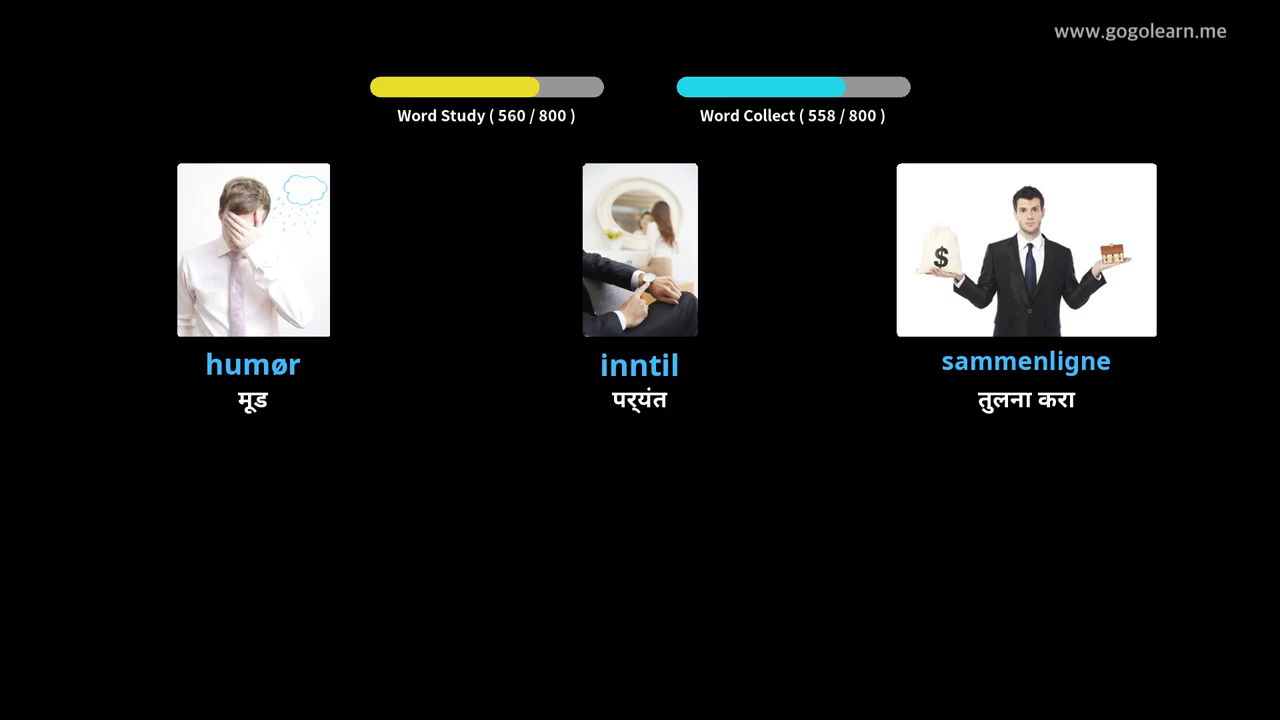 www.gogolearn.me
Word Study ( 560 / 800 )
Word Collect ( 558 / 800 )
$
humør
inntil
sammenligne
मूड
पर्यंत
तुलना करा